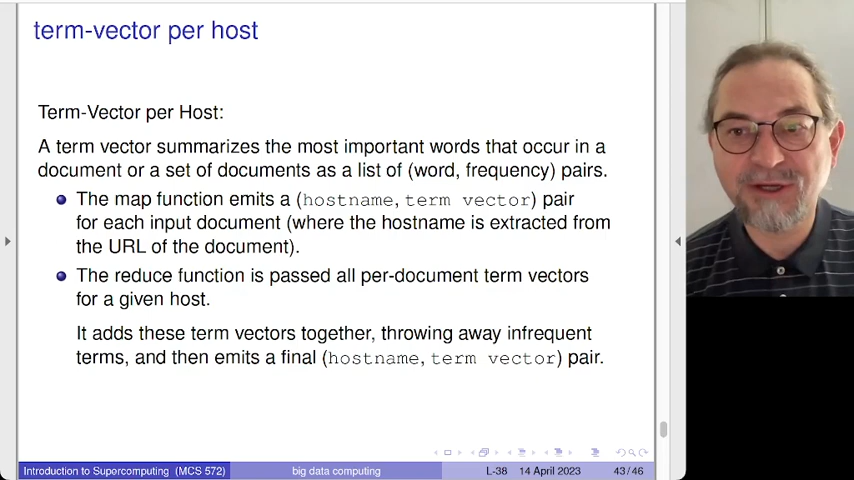 term-vector per host
Term-Vector per Host:
A term vector summarizes the most important words that occur in a
document or a set of documents as a list of (word, frequency) pairs.
The map function emits a (hostname, term vector) pair
for each input document (where the hostname is extracted from
the URL of the document).
The reduce function is passed all per-document term vectors
for a given host.
It adds these term vectors together, throwing away infrequent
terms, and then emits a final (hostname, term vector) pair.
Introduction to Supercomputing (MCS 572) big data computing L-38 14 April 2023 43 / 46